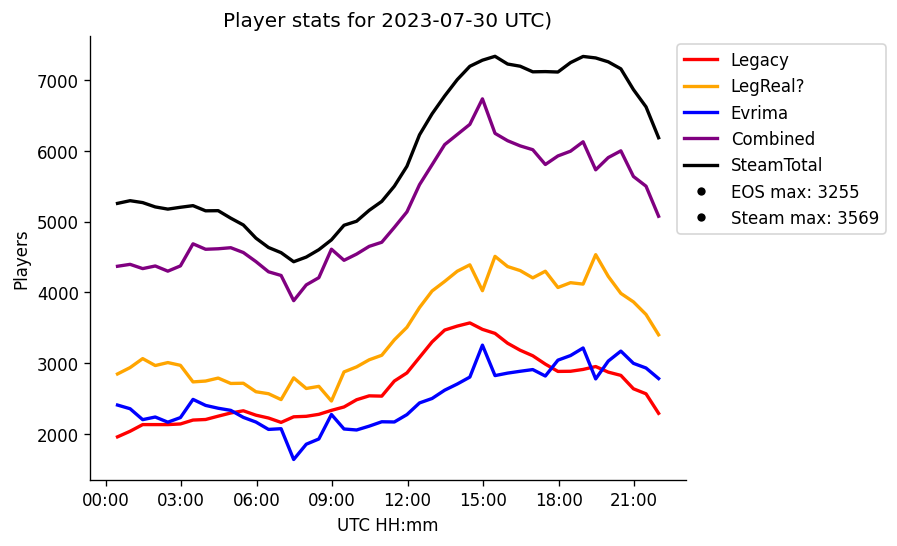 Player stats for 2023-07-30 UTC)
Legacy
LegReal?
Evrima
Combined
SteamTotal
EOS max: 3255
Steam max: 3569
Players
7000
6000
5000
4000
3000
2000
00:00 03:00 06:00 09:00 12:00 15:00 18:00 21:00
UTC HH:mm